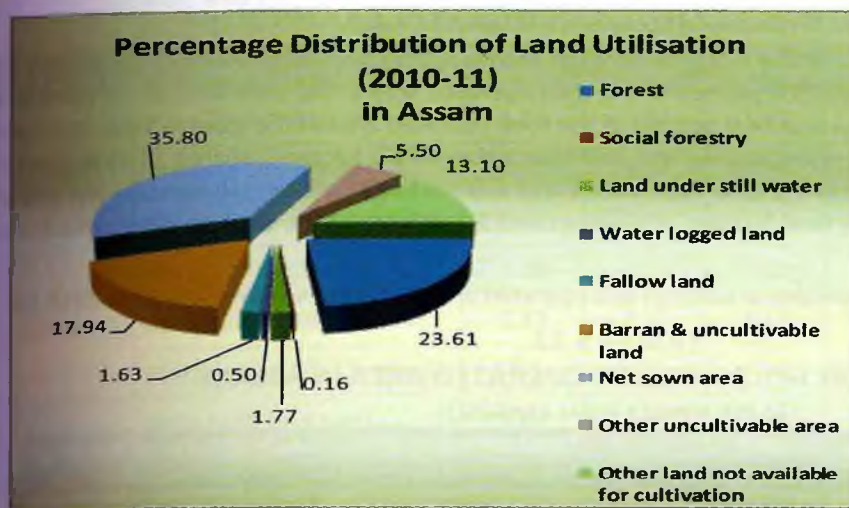 Percentage Distribution of Land Utilisation
(2010-11)
in Assam
35.80
5.50
13.10
17.94
23.61
1.63
0.50
0.16
1.77
Forest
Social forestry
Land under still water
Water logged land
Fallow land
Barran & uncultivable
land
Net sown area
Other uncultivable area
Other land not available
for cultivation